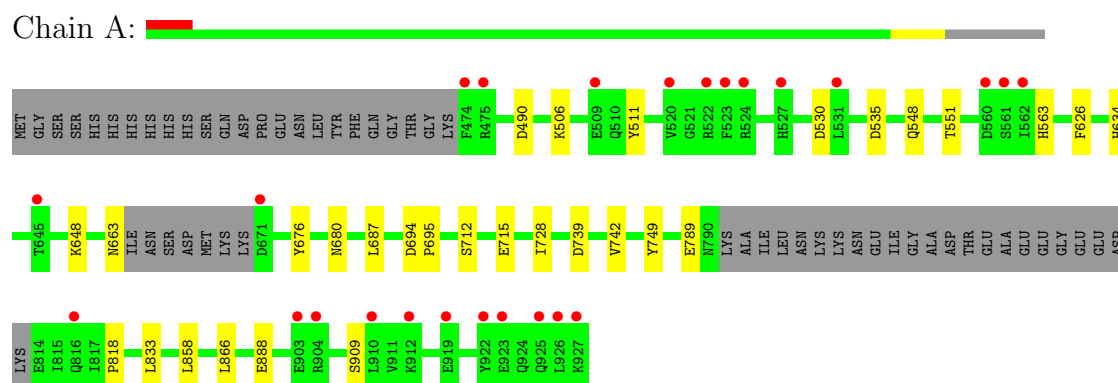 Chain A:
MET GLY SER SER HIS HIS HIS HIS HIS HIS SER GLN ASP PRO GLU ASN LEU TYR PHE GLN GLY THR GLY LYS F474 R475 D490 K506 E509 Q510 Y511 V520 G521 R522 F523 R524 H527 D530 L531 D535 Q548 T551 D560 S561 I562 H563 F626 H634
T645 K648 N663 ILE ASN SER ASP MET LYS LYS D671 Y676 N680 L687 D694 P695 S712 E715 I728 D739 V742 Y749 E789 N790 LYS ALA ILE LEU ASN LYS LYS ASN GLU ILE GLY ALA ASP THR GLU ALA GLU GLU GLY GLU GLU ASP
LYS E814 I815 Q816 I817 P818 L833 L858 L866 E888 E903 R904 S909 L910 V911 K912 E919 Y922 E923 Q924 Q925 L926 K927